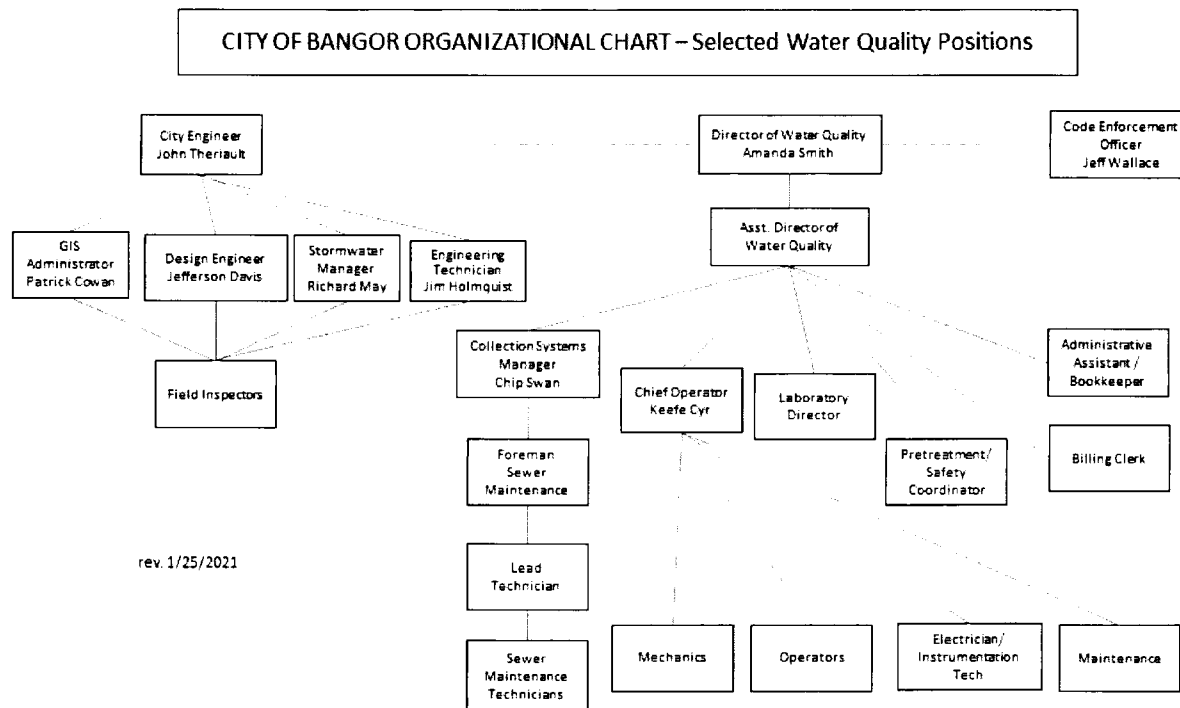 CITY OF BANGOR ORGANIZATIONAL CHART – Selected Water Quality Positions
City Engineer
John Theriault
Director of Water Quality
Amanda Smith
Code Enforcement
Officer
Jeff Wallace
GIS
Administrator
Patrick Cowan
Design Engineer
Jefferson Davis
Stormwater
Manager
Richard May
Engineering
Technician
Jim Holmquist
Asst. Director of
Water Quality
Field Inspectors
Collection Systems
Manager
Chip Swan
Chief Operator
Keefe Cyr
Laboratory
Director
Administrative
Assistant /
Bookkeeper
Foreman
Sewer
Maintenance
Pretreatment/
Safety
Coordinator
Billing Clerk
rev. 1/25/2021
Lead
Technician
Sewer
Maintenance
Technicians
Mechanics
Operators
Electrician/
Instrumentation
Tech
Maintenance